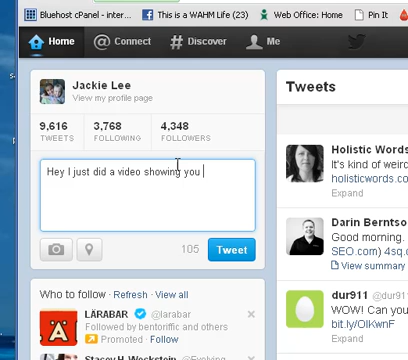 Bluehost cPanel - inter...
This is a WAHM Life (23)
Web Office: Home
Pin It
Home
@ Connect
# Discover
Me
Jackie Lee
View my profile page
9,616
3,768
4,348
TWEETS
FOLLOWING
FOLLOWERS
Hey I just did a video showing you
105
Tweet
Who to follow · Refresh · View all
LÄRABAR
@larabar
Followed by bentoriffic and others
Promoted · Follow
Stacey H. Weckstein @Evolving
Tweets
Holistic Words
It's kind of weird
holisticwords.co
Expand
Darin Berntso
Good morning.
SEO.com) 4sq.c
View summary
dur911 @dur91
WOW! Can you
bit.ly/OIKwnF
Expand